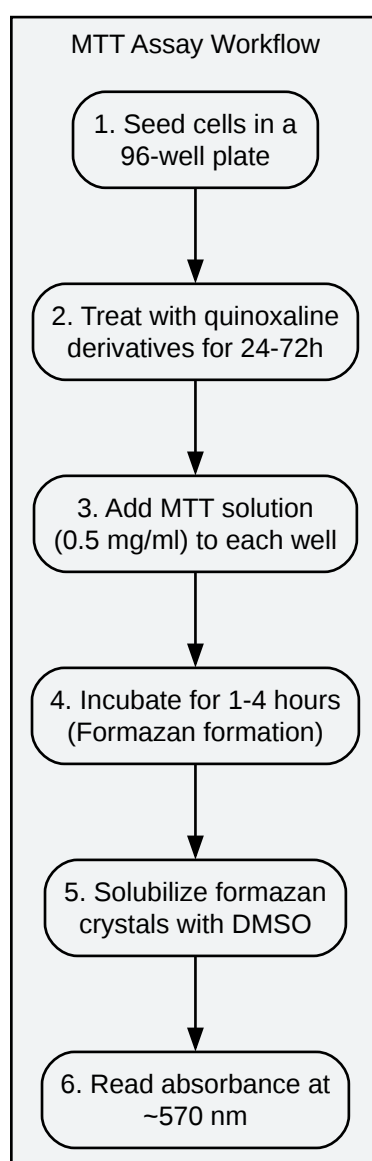 MTT Assay Workflow
1. Seed cells in a
96-well plate
2. Treat with quinoxaline
derivatives for 24-72h
3. Add MTT solution
(0.5 mg/ml) to each well
4. Incubate for 1-4 hours
(Formazan formation)
5. Solubilize formazan
crystals with DMSO
6. Read absorbance at
~570 nm